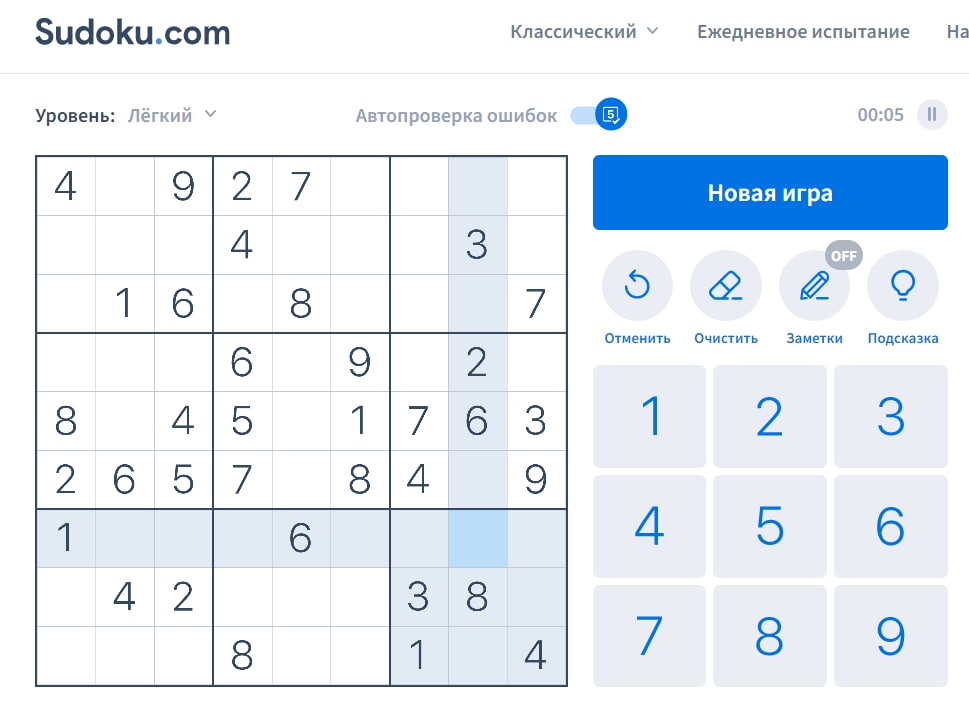 Sudoku.com
Классический
Ежедневное испытание
На
Уровень: Лёгкий
Автопроверка ошибок
5
00:05
4 9 2 7
4 3
1 6 8 7
6 9 2
8 4 5 1 7 6 3
2 6 5 7 8 4 9
1 6
4 2 3 8
8 1 4
Новая игра
OFF
Отменить
Очистить
Заметки
Подсказка
1 2 3
4 5 6
7 8 9